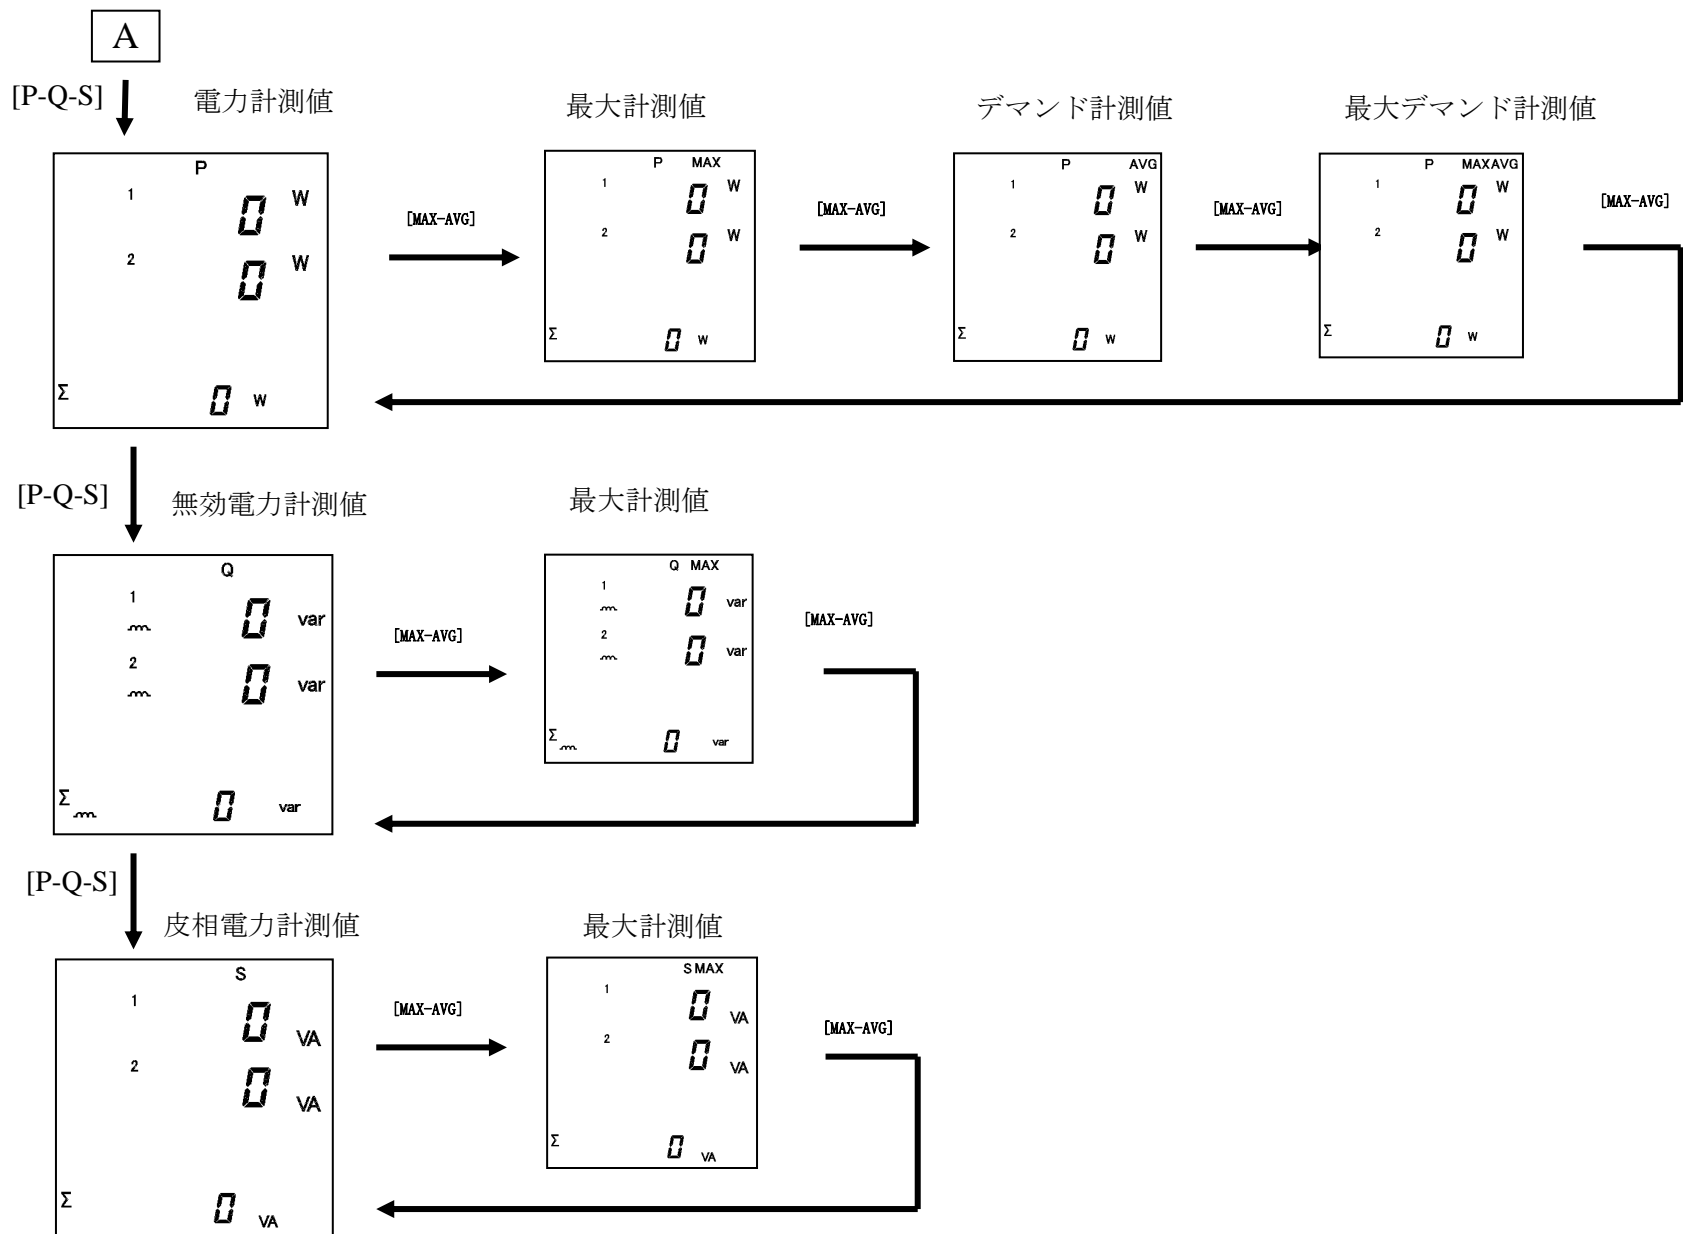 A
[P-Q-S]
電力計測値
最大計測値
デマンド計測値
最大デマンド計測値
P
1 0 W
2 0 W
Σ 0 W
[MAX-AVG]
P MAX
1 0 W
2 0 W
Σ 0 W
[MAX-AVG]
P AVG
1 0 W
2 0 W
Σ 0 W
[MAX-AVG]
P MAXAVG
1 0 W
2 0 W
Σ 0 W
[MAX-AVG]
[P-Q-S]
無効電力計測値
最大計測値
Q
1 0 var
2 0 var
Σ 0 var
[MAX-AVG]
Q MAX
1 0 var
2 0 var
Σ 0 var
[MAX-AVG]
[P-Q-S]
皮相電力計測値
最大計測値
S
1 0 VA
2 0 VA
Σ 0 VA
[MAX-AVG]
S MAX
1 0 VA
2 0 VA
Σ 0 VA
[MAX-AVG]